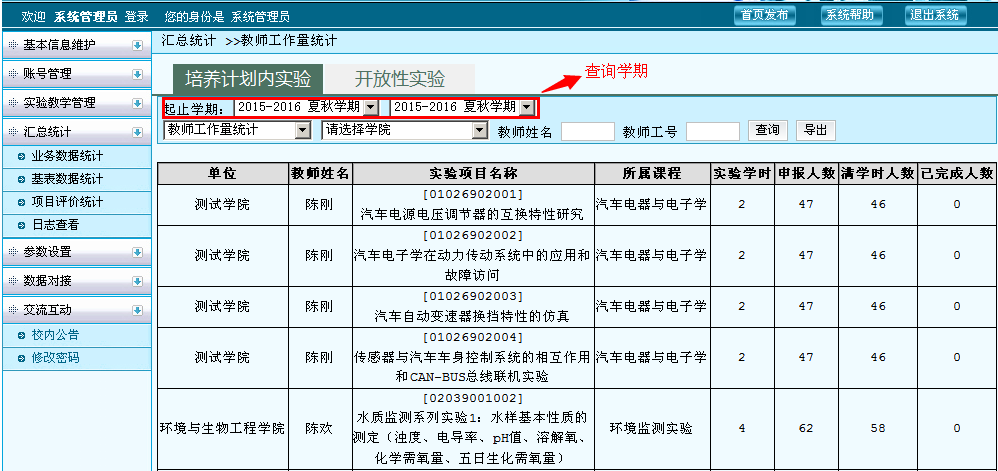 欢迎 系统管理员 登录 您的身份是 系统管理员
首页发布 系统帮助 退出系统
基本信息维护
账号管理
实验教学管理
汇总统计
业务数据统计
基表数据统计
项目评价统计
日志查看
参数设置
数据对接
交流互动
校内公告
修改密码
汇总统计 >>教师工作量统计
培养计划内实验 开放性实验
查询学期
起止学期: 2015-2016 夏秋学期 2015-2016 夏秋学期
教师工作量统计 请选择学院 教师姓名 教师工号 查询 导出
单位 教师姓名 实验项目名称 所属课程 实验学时 申报人数 清学时人数 已完成人数
[01026902001]
测试学院 陈刚 汽车电源电压调节器的互换特性研究 汽车电器与电子学 2 47 46 0
[01026902002]
测试学院 陈刚 汽车电子学在动力传动系统中的应用和 汽车电器与电子学 2 47 46 0
故障访问
[01026902003]
测试学院 陈刚 汽车自动变速器换挡特性的仿真 汽车电器与电子学 2 47 46 0
[01026902004]
测试学院 陈刚 传感器与汽车车身控制系统的相互作用 汽车电器与电子学 2 47 46 0
和CAN-BUS总线联机实验
[02039001002]
水质监测系列实验1: 水样基本性质的
环境与生物工程学院 陈欢 测定(浊度、电导率、pH值、溶解氧、 环境监测实验 4 62 58 0
化学需氧量、五日生化需氧量)